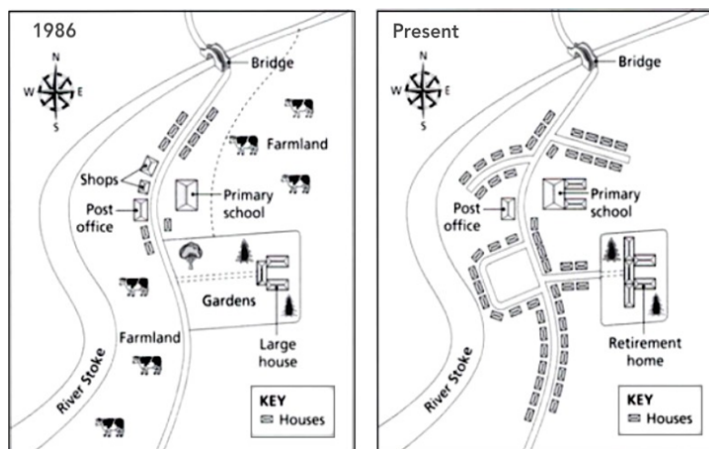 1986
N
W E
S
Bridge
Farmland
Shops
Post
office
Primary
school
Gardens
Farmland
Large
house
River Stoke
KEY
Houses
Present
N
W E
S
Bridge
Post
office
Primary
school
Retirement
home
River Stoke
KEY
Houses